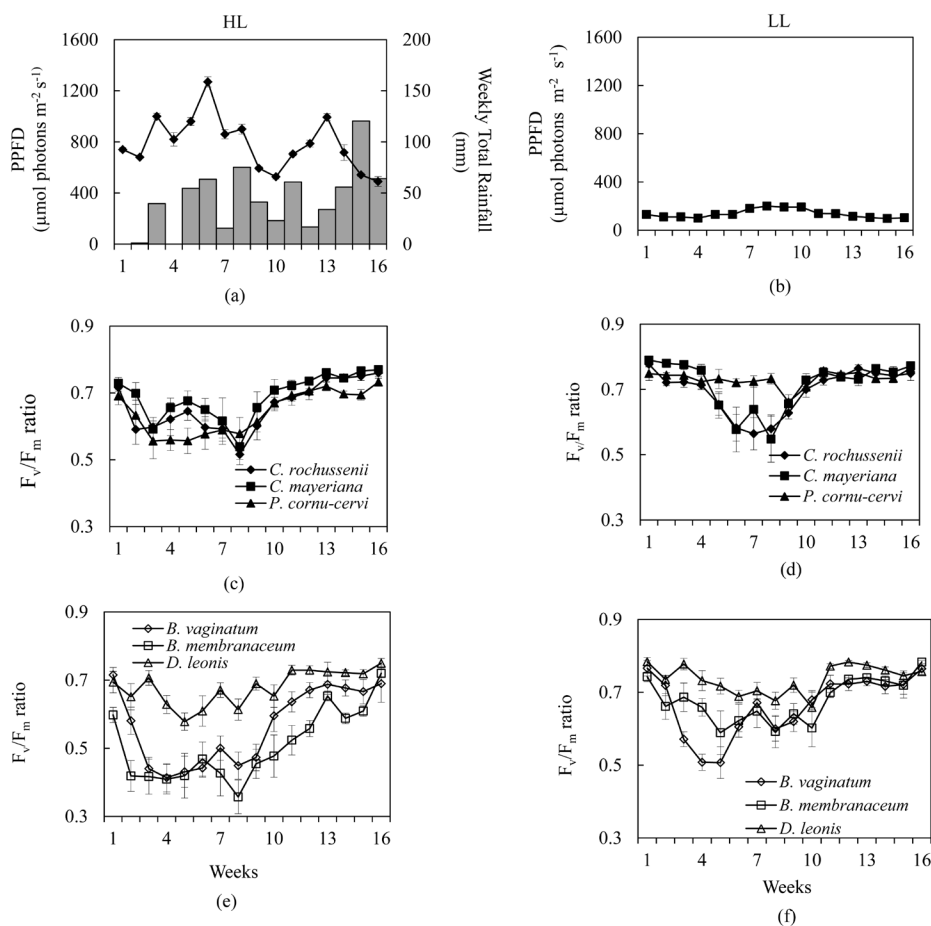 HL
PPFD
(μmol photons m⁻² s⁻¹)
1600
1200
800
400
0
200
150
100
50
0
Weekly Total Rainfall
(mm)
1 4 7 10 13 16
(a)
LL
PPFD
(μmol photons m⁻² s⁻¹)
1600
1200
800
400
0
1 4 7 10 13 16
(b)
Fv/Fm ratio
0.9
0.7
0.5
0.3
C. rochussenii
C. mayeriana
P. cornu-cervi
1 4 7 10 13 16
(c)
Fv/Fm ratio
0.9
0.7
0.5
0.3
C. rochussenii
C. mayeriana
P. cornu-cervi
1 4 7 10 13 16
(d)
Fv/Fm ratio
0.9
0.7
0.5
0.3
B. vaginatum
B. membranaceum
D. leonis
1 4 7 10 13 16
Weeks
(e)
Fv/Fm ratio
0.9
0.7
0.5
0.3
B. vaginatum
B. membranaceum
D. leonis
1 4 7 10 13 16
Weeks
(f)